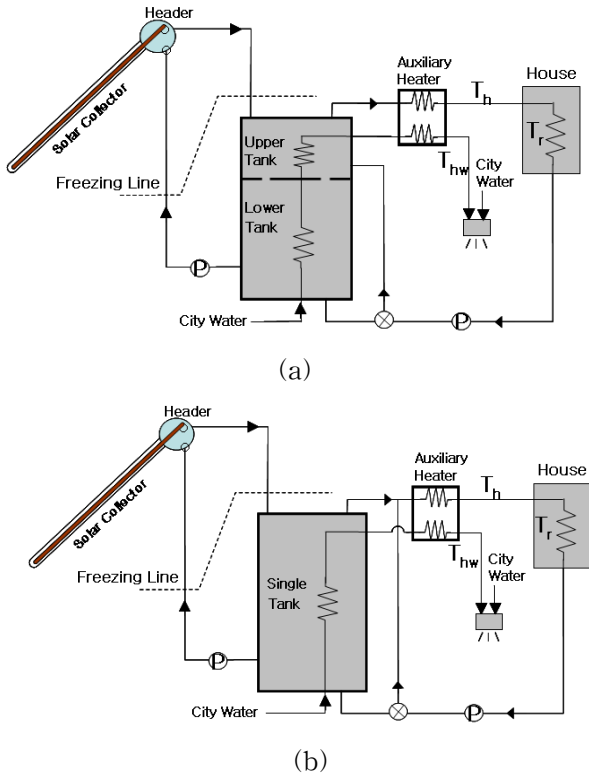 Header
Solar Collector
Freezing Line
Upper
Tank
Lower
Tank
City Water
P
Auxiliary
Heater
Th
House
Tr
Thw
City
Water
P
(a)
Header
Solar Collector
Freezing Line
Single
Tank
City Water
P
Auxiliary
Heater
Th
House
Tr
Thw
City
Water
P
(b)